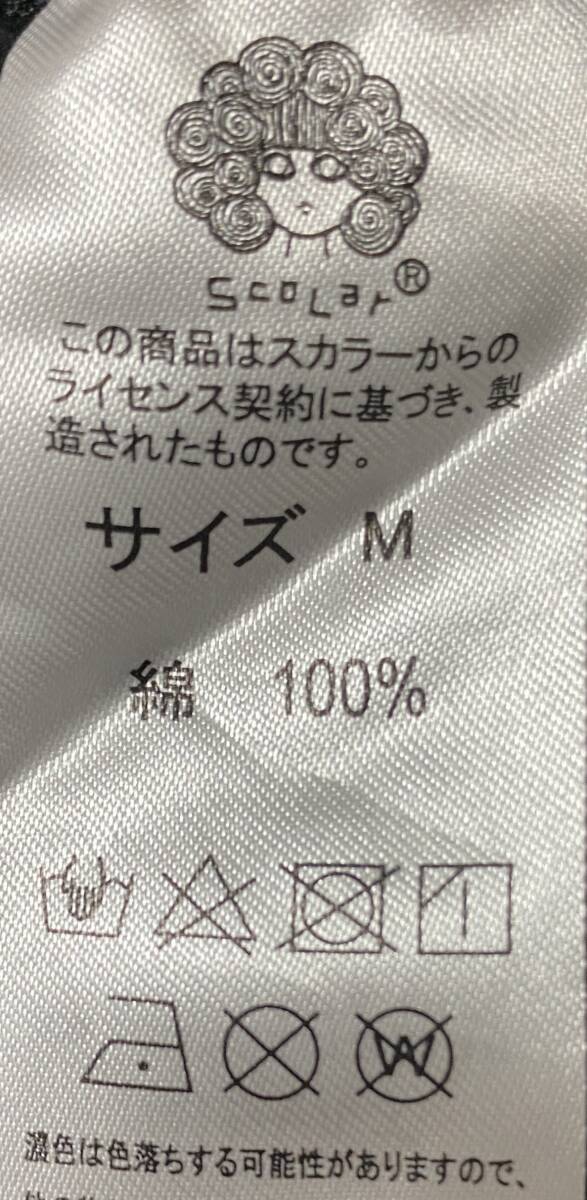 ScoLar®
この商品はスカラーからの
ライセンス契約に基づき、製
造されたものです。
サイズ M
綿 100%
W
濃色は色落ちする可能性がありますので、